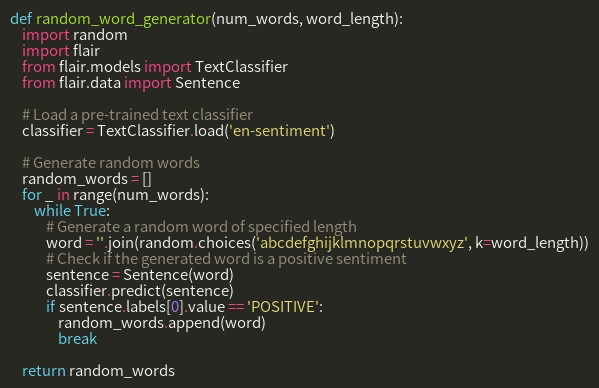 def random_word_generator(num_words, word_length):
    import random
    import flair
    from flair.models import TextClassifier
    from flair.data import Sentence

    # Load a pre-trained text classifier
    classifier = TextClassifier.load('en-sentiment')

    # Generate random words
    random_words = []
    for _ in range(num_words):
        while True:
            # Generate a random word of specified length
            word = ''.join(random.choices('abcdefghijklmnopqrstuvwxyz', k=word_length))
            # Check if the generated word is a positive sentiment
            sentence = Sentence(word)
            classifier.predict(sentence)
            if sentence.labels[0].value == 'POSITIVE':
                random_words.append(word)
                break

    return random_words